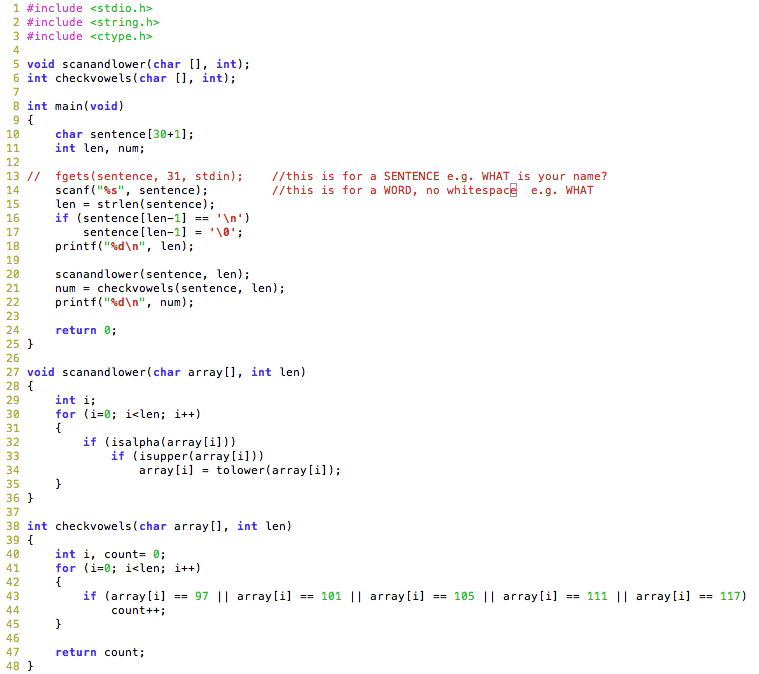 1 #include <stdio.h>
2 #include <string.h>
3 #include <ctype.h>
4
5 void scanandlower(char [], int);
6 int checkvowels(char [], int);
7
8 int main(void)
9 {
10     char sentence[30+1];
11     int len, num;
12
13 //  fgets(sentence, 31, stdin);    //this is for a SENTENCE e.g. WHAT is your name?
14     scanf("%s", sentence);         //this is for a WORD, no whitespace  e.g. WHAT
15     len = strlen(sentence);
16     if (sentence[len-1] == '\n')
17         sentence[len-1] = '\0';
18     printf("%d\n", len);
19
20     scanandlower(sentence, len);
21     num = checkvowels(sentence, len);
22     printf("%d\n", num);
23
24     return 0;
25 }
26
27 void scanandlower(char array[], int len)
28 {
29     int i;
30     for (i=0; i<len; i++)
31     {
32         if (isalpha(array[i]))
33             if (isupper(array[i]))
34                 array[i] = tolower(array[i]);
35     }
36 }
37
38 int checkvowels(char array[], int len)
39 {
40     int i, count= 0;
41     for (i=0; i<len; i++)
42     {
43         if (array[i] == 97 || array[i] == 101 || array[i] == 105 || array[i] == 111 || array[i] == 117)
44             count++;
45     }
46
47     return count;
48 }